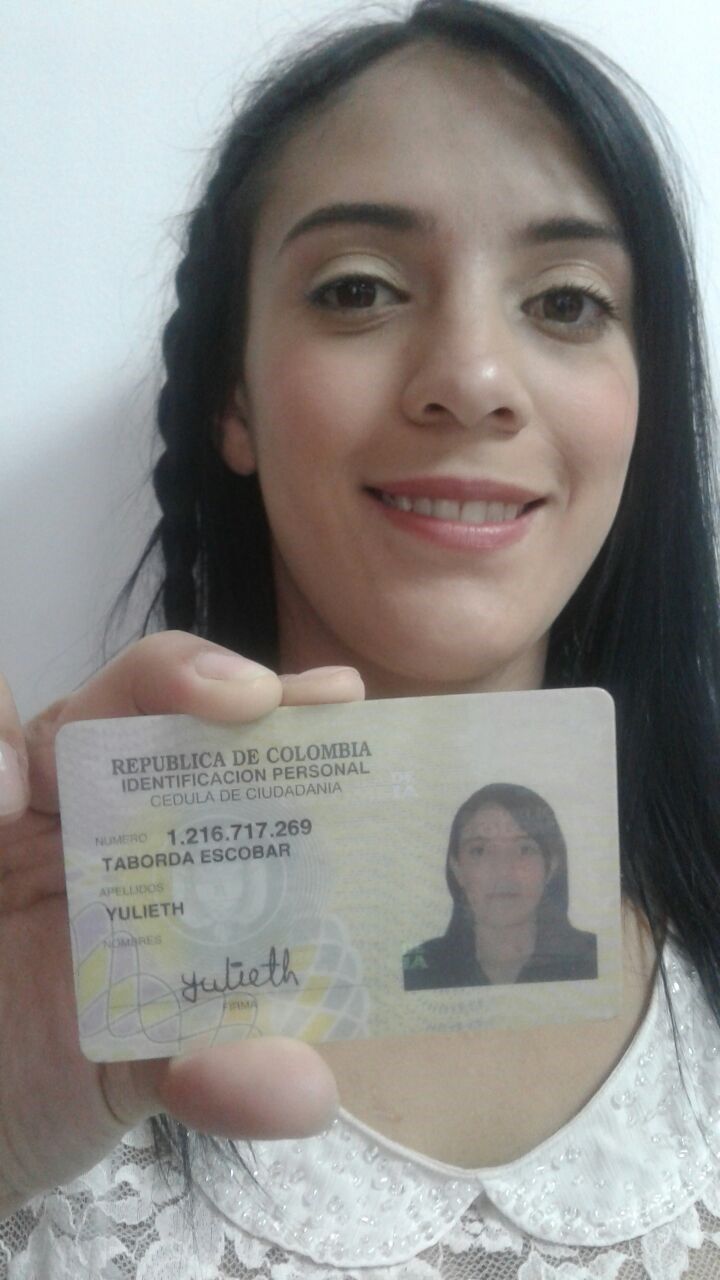 REPUBLICA DE COLOMBIA
IDENTIFICACION PERSONAL
CEDULA DE CIUDADANIA
NUMERO 1.216.717.269
TABORDA ESCOBAR
APELLIDOS
YULIETH
NOMBRES
yulieth
FIRMA